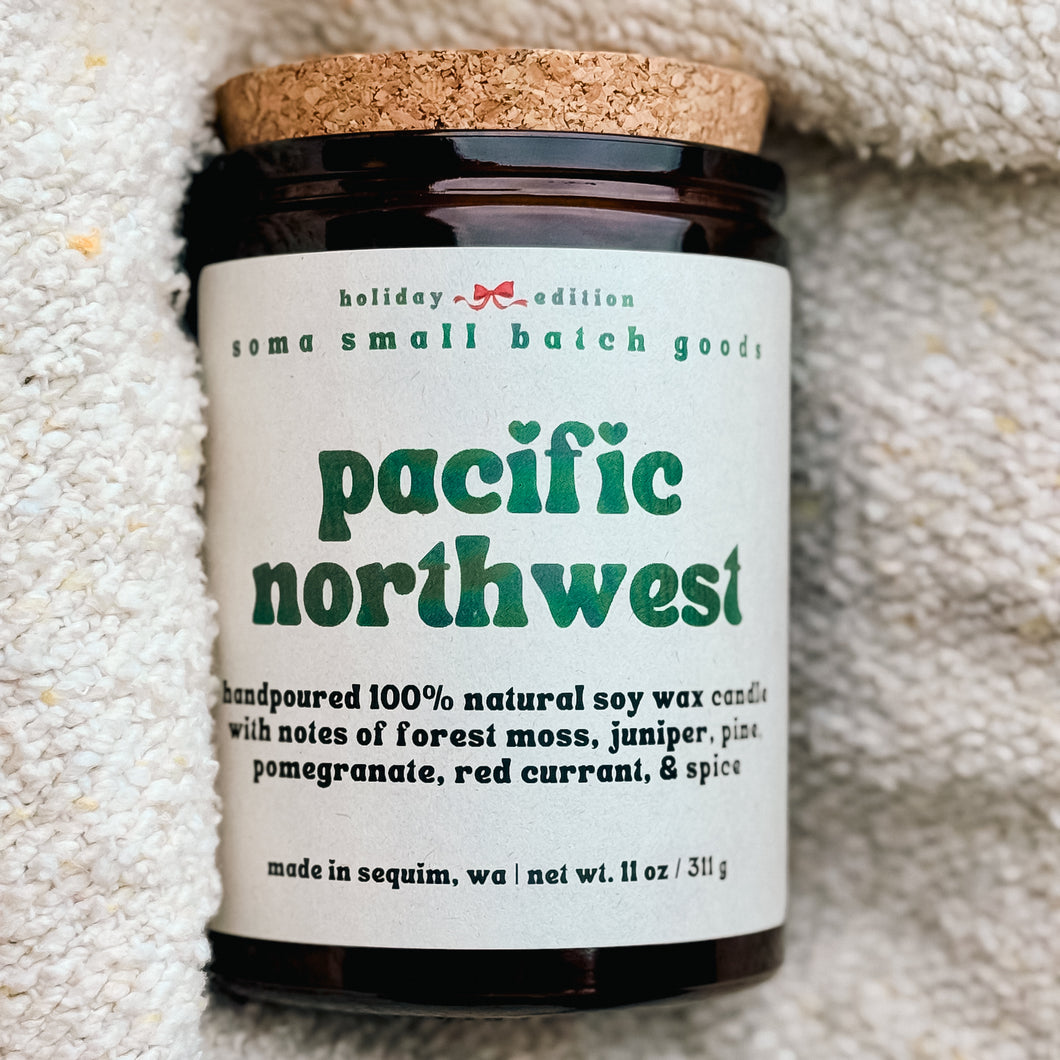 holiday edition
soma small batch goods
pacific
northwest
handpoured 100% natural soy wax candle
with notes of forest moss, juniper, pine,
pomegranate, red currant, & spice
made in sequim, wa | net wt. 11 oz / 311 g